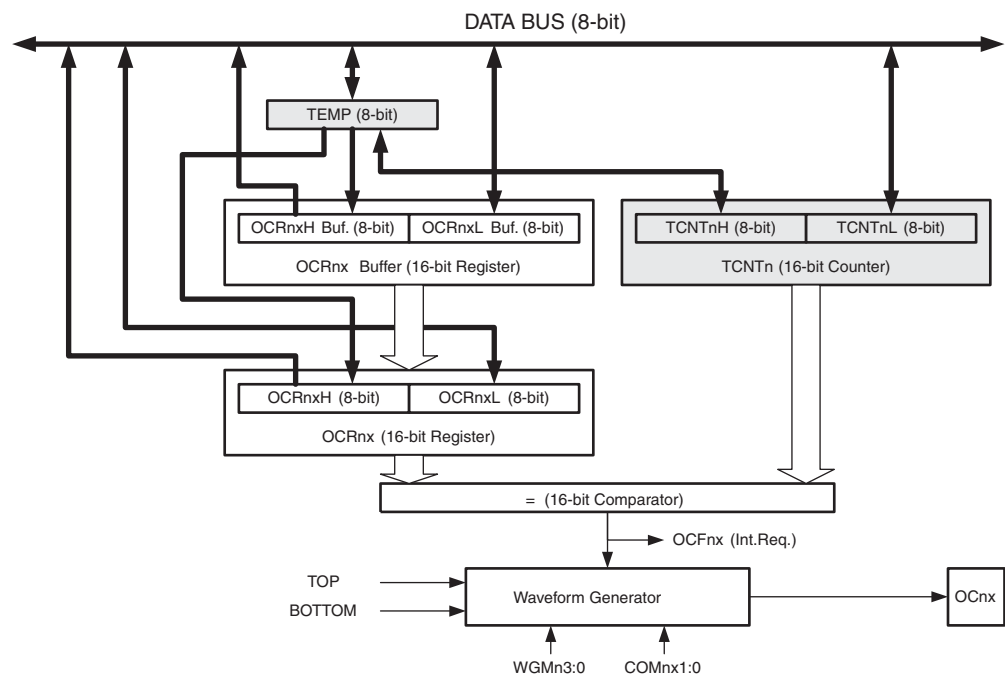 DATA BUS (8-bit)
TEMP (8-bit)
OCRnxH Buf. (8-bit) OCRnxL Buf. (8-bit)
OCRnx Buffer (16-bit Register)
TCNTnH (8-bit) TCNTnL (8-bit)
TCNTn (16-bit Counter)
OCRnxH (8-bit) OCRnxL (8-bit)
OCRnx (16-bit Register)
= (16-bit Comparator)
OCFnx (Int.Req.)
TOP
BOTTOM
Waveform Generator
OCnx
WGMn3:0 COMnx1:0